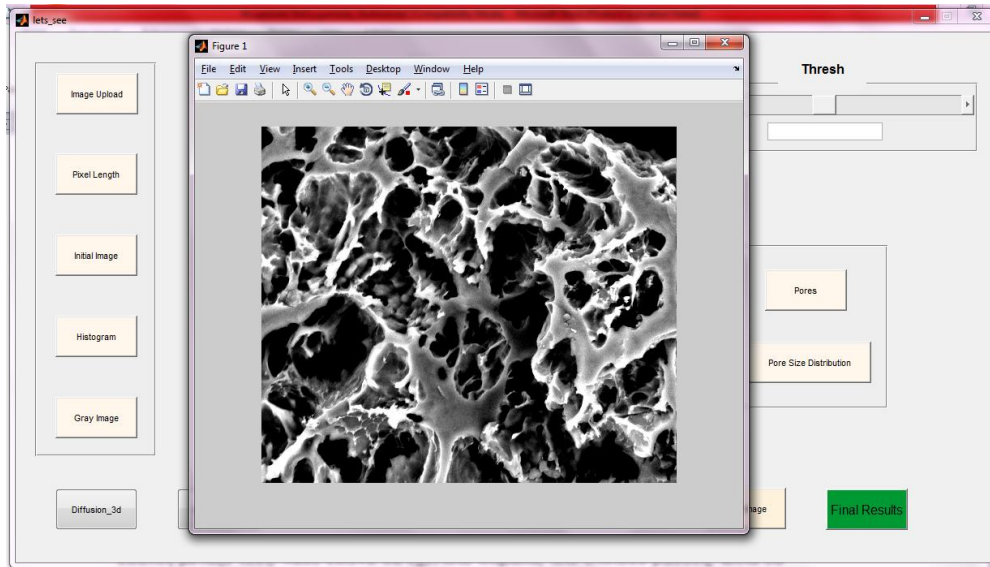 lets_see
Figure 1
File Edit View Insert Tools Desktop Window Help
Thresh
Image Upload
Pixel Length
Initial Image
Histogram
Gray Image
Pores
Pore Size Distribution
Diffusion_3d
Final Results